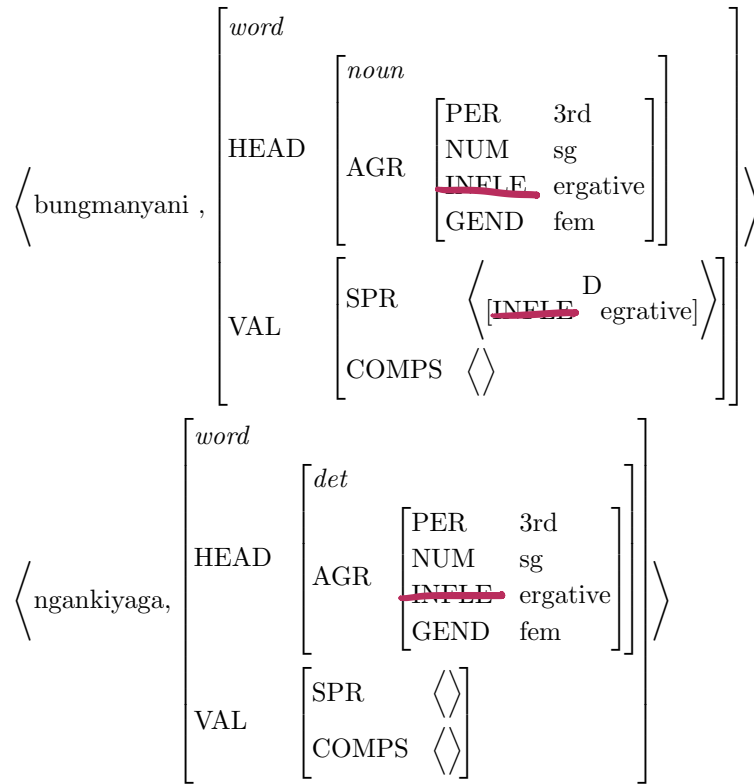 word
noun
PER 3rd
HEAD
NUM sg
AGR
INFLE ergative
GEND fem
⟨bungmanyani ,
D
SPR
[INFLE egrative]
VAL
COMPS ⟨⟩
word
det
PER 3rd
HEAD
NUM sg
AGR
INFLE ergative
GEND fem
⟨ngankiyaga,
SPR ⟨⟩
VAL
COMPS ⟨⟩